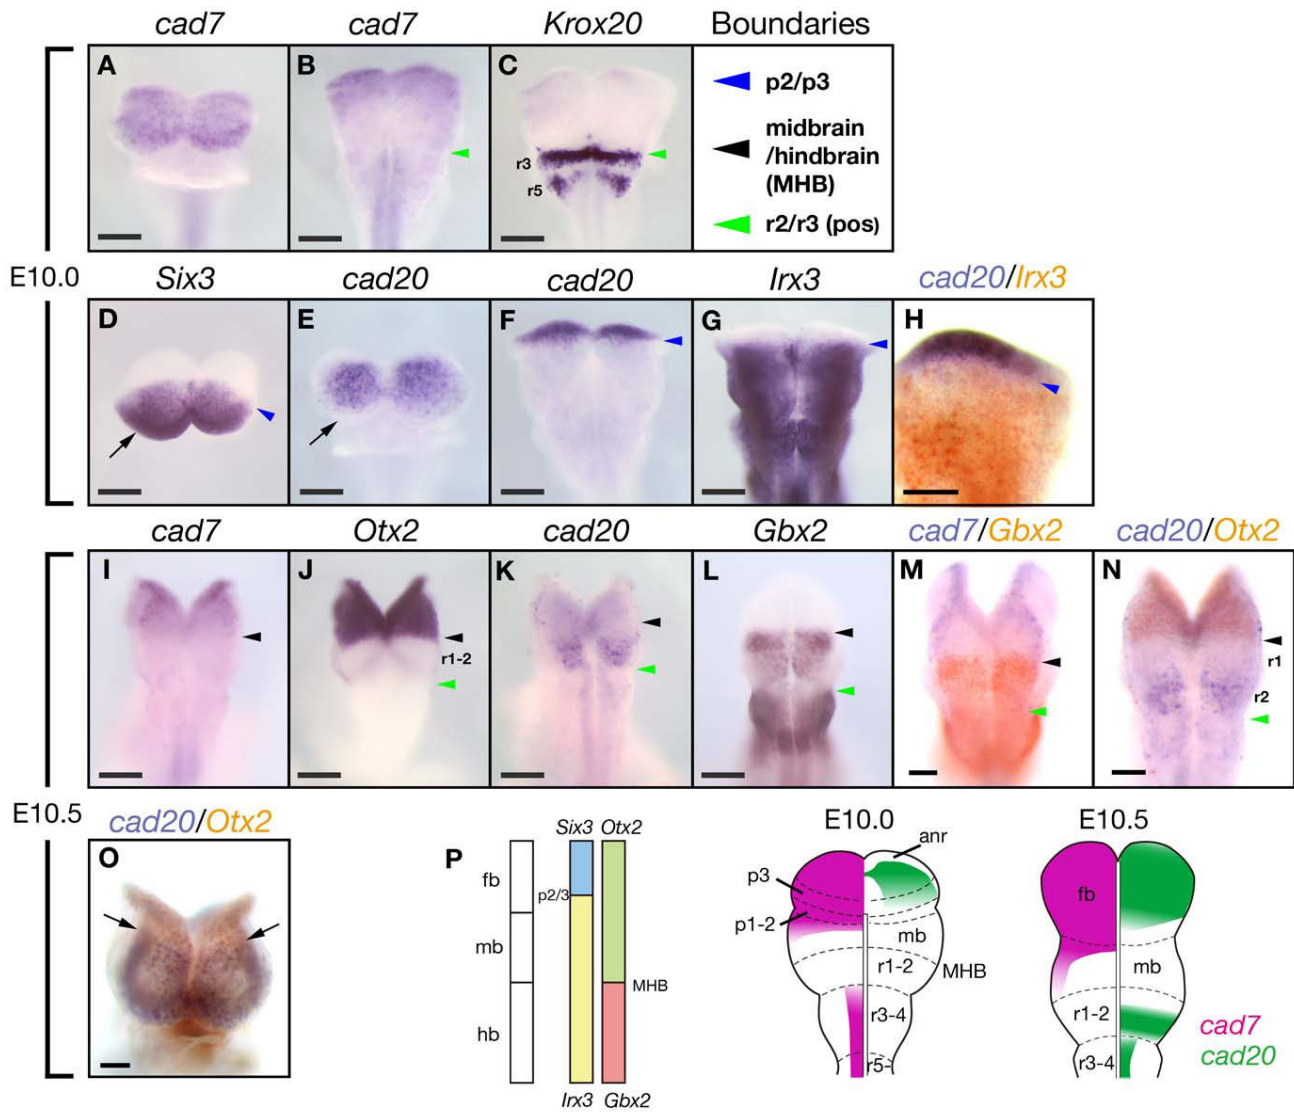 cad7 cad7 Krox20 Boundaries
A B C
p2/p3
midbrain
/hindbrain
(MHB)
r2/r3 (pos)
r3
r5
E10.0
Six3 cad20 cad20 Irx3 cad20/Irx3
D E F G H
cad7 Otx2 cad20 Gbx2 cad7/Gbx2 cad20/Otx2
I J K L M N
r1-2
r1
r2
E10.5
cad20/Otx2
O
P
Six3 Otx2
fb
p2/3
mb
MHB
hb
Irx3 Gbx2
E10.0
anr
p3
p1-2
mb
r1-2
MHB
r3-4
r5-
E10.5
fb
mb
r1-2
r3-4
cad7
cad20